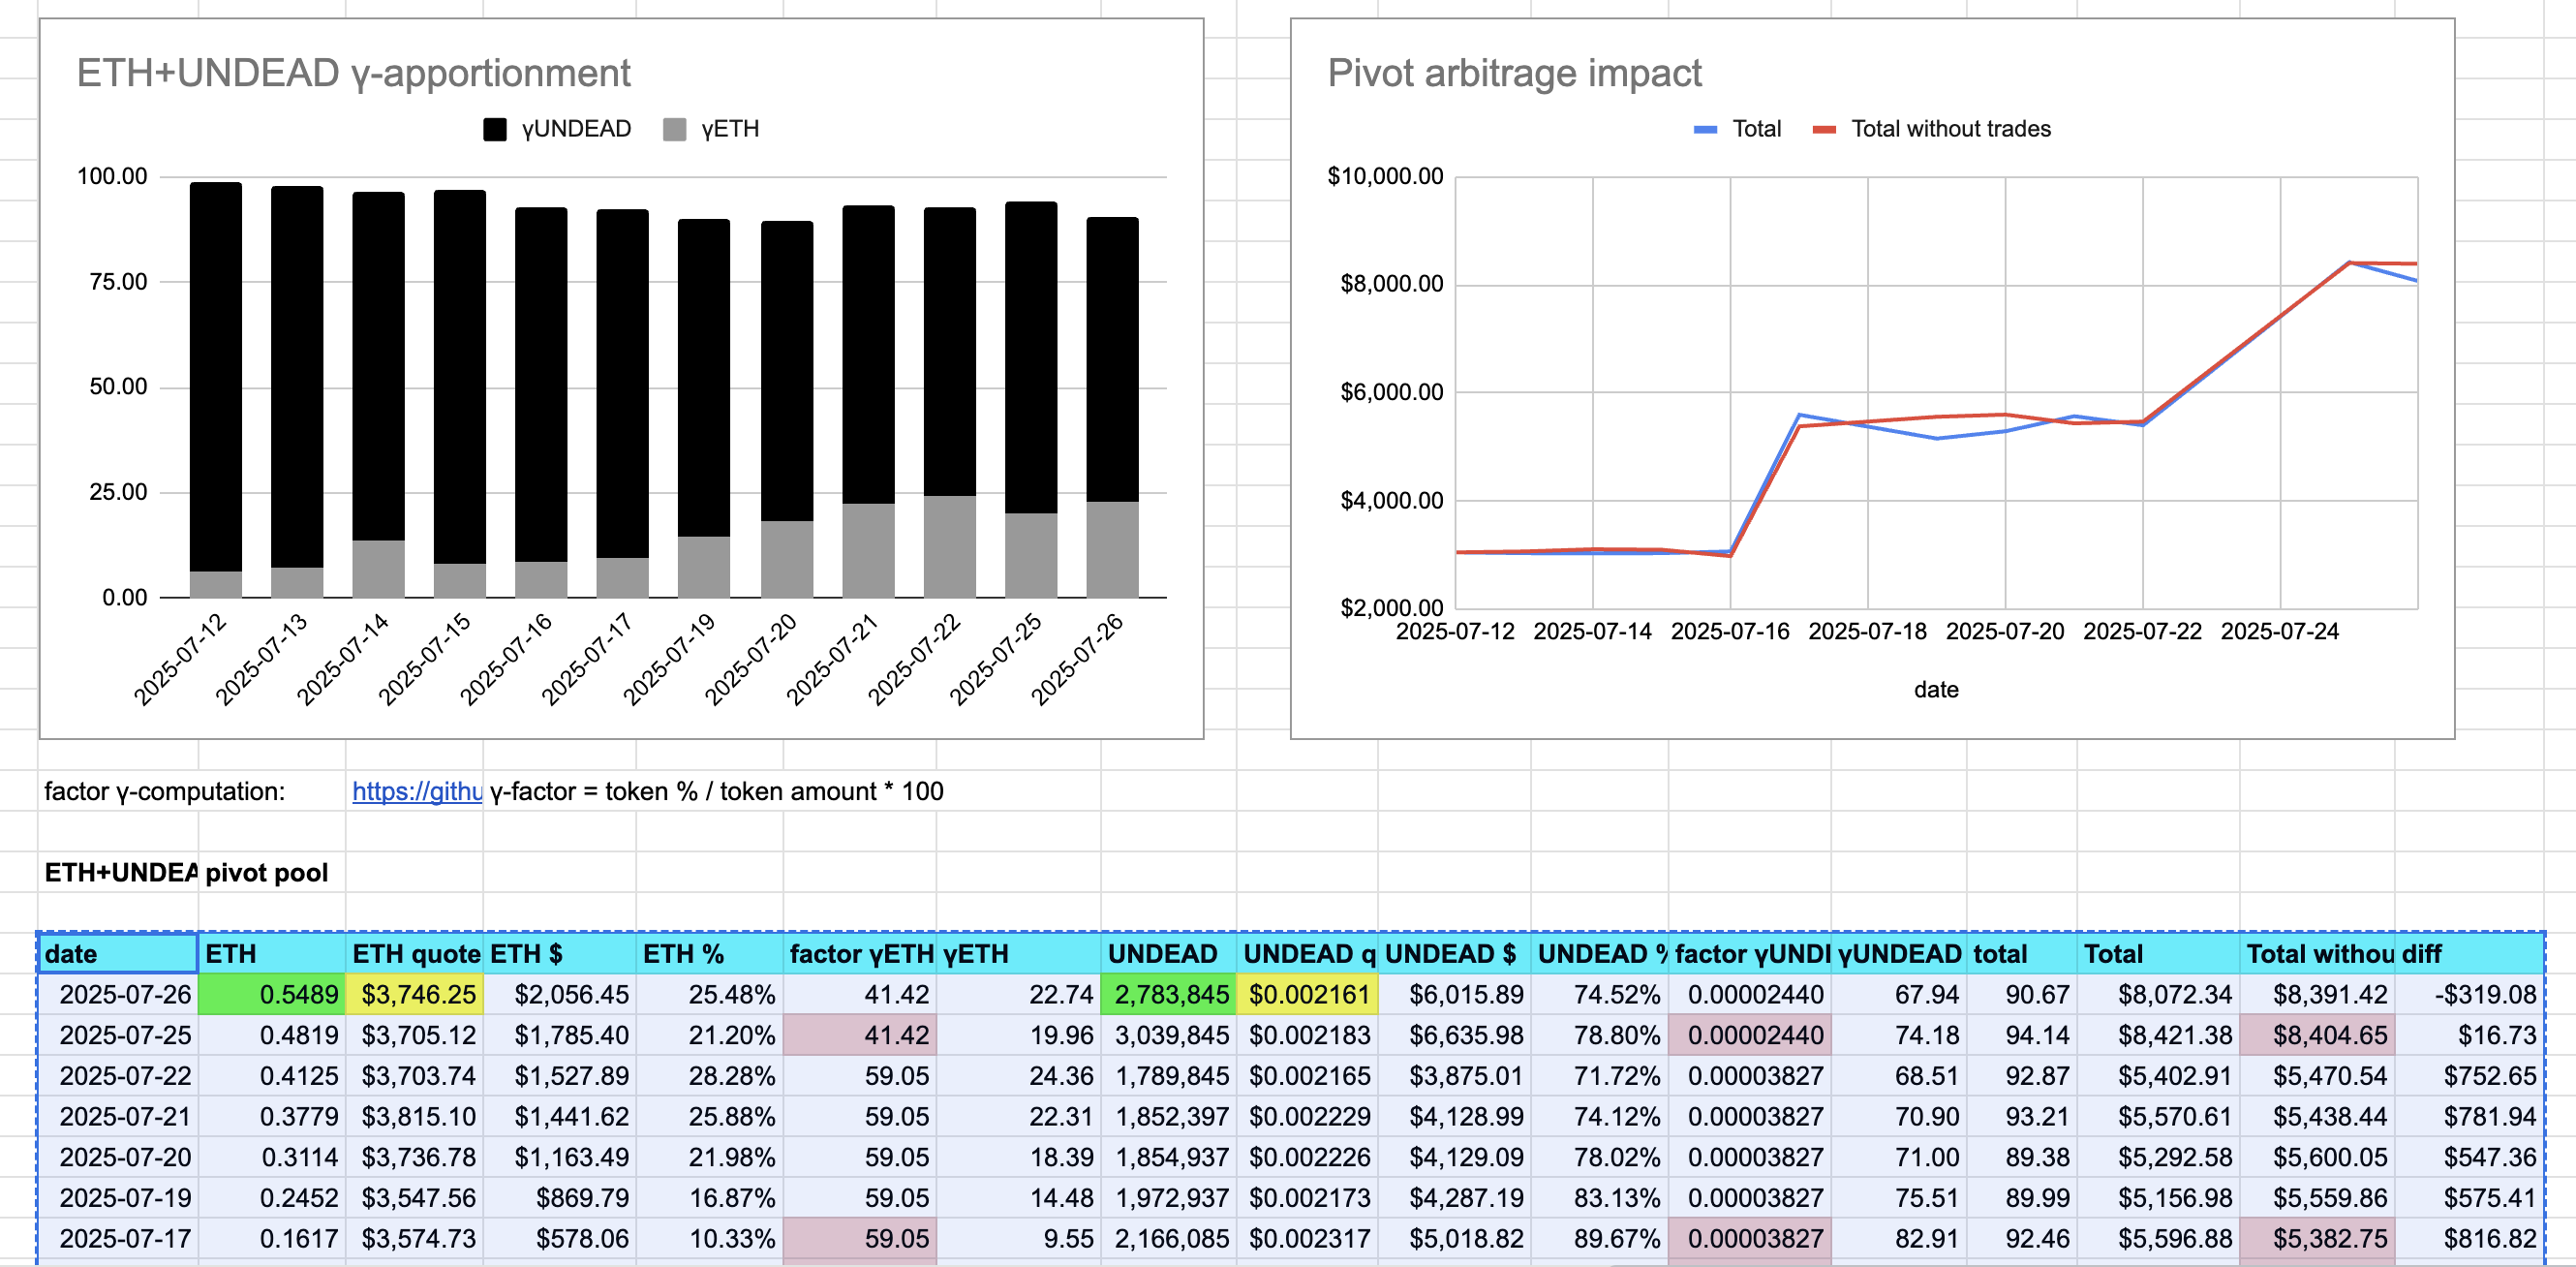 ETH+UNDEAD γ-apportionment
γUNDEAD γETH
100.00
75.00
50.00
25.00
0.00
2025-07-12 2025-07-13 2025-07-14 2025-07-15 2025-07-16 2025-07-17 2025-07-19 2025-07-20 2025-07-21 2025-07-22 2025-07-25 2025-07-26
Pivot arbitrage impact
Total Total without trades
$10,000.00
$8,000.00
$6,000.00
$4,000.00
$2,000.00
2025-07-12 2025-07-14 2025-07-16 2025-07-18 2025-07-20 2025-07-22 2025-07-24
date
factor γ-computation: https://githu γ-factor = token % / token amount * 100
ETH+UNDEA pivot pool
date ETH ETH quote ETH $ ETH % factor γETH γETH UNDEAD UNDEAD q UNDEAD $ UNDEAD % factor γUNDI γUNDEAD total Total Total withou diff
2025-07-26 0.5489 $3,746.25 $2,056.45 25.48% 41.42 22.74 2,783,845 $0.002161 $6,015.89 74.52% 0.00002440 67.94 90.67 $8,072.34 $8,391.42 -$319.08
2025-07-25 0.4819 $3,705.12 $1,785.40 21.20% 41.42 19.96 3,039,845 $0.002183 $6,635.98 78.80% 0.00002440 74.18 94.14 $8,421.38 $8,404.65 $16.73
2025-07-22 0.4125 $3,703.74 $1,527.89 28.28% 59.05 24.36 1,789,845 $0.002165 $3,875.01 71.72% 0.00003827 68.51 92.87 $5,402.91 $5,470.54 $752.65
2025-07-21 0.3779 $3,815.10 $1,441.62 25.88% 59.05 22.31 1,852,397 $0.002229 $4,128.99 74.12% 0.00003827 70.90 93.21 $5,570.61 $5,438.44 $781.94
2025-07-20 0.3114 $3,736.78 $1,163.49 21.98% 59.05 18.39 1,854,937 $0.002226 $4,129.09 78.02% 0.00003827 71.00 89.38 $5,292.58 $5,600.05 $547.36
2025-07-19 0.2452 $3,547.56 $869.79 16.87% 59.05 14.48 1,972,937 $0.002173 $4,287.19 83.13% 0.00003827 75.51 89.99 $5,156.98 $5,559.86 $575.41
2025-07-17 0.1617 $3,574.73 $578.06 10.33% 59.05 9.55 2,166,085 $0.002317 $5,018.82 89.67% 0.00003827 82.91 92.46 $5,596.88 $5,382.75 $816.82